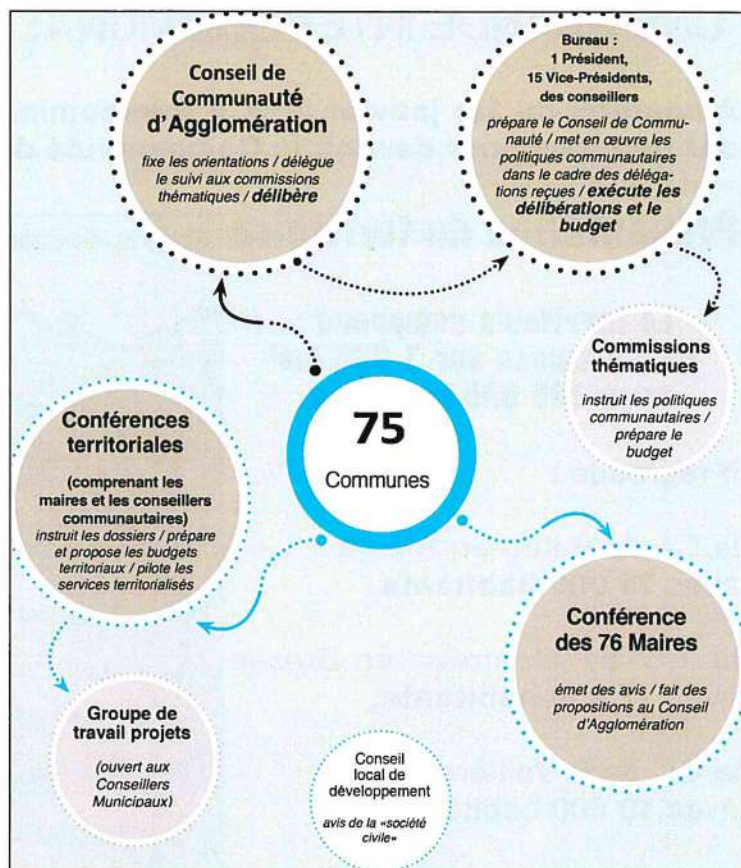 Conseil de
Communauté
d'Agglomération
fixe les orientations / délègue
le suivi aux commissions
thématiques / délibère
Bureau :
1 Président,
15 Vice-Présidents,
des conseillers
prépare le Conseil de Commu-
nauté / met en œuvre les
politiques communautaires
dans le cadre des déléga-
tions reçues / exécute les
délibérations et le
budget
Commissions
thématiques
instruit les politiques
communautaires /
prépare le
budget
75
Communes
Conférences
territoriales
(comprenant les
maires et les conseillers
communautaires)
instruit les dossiers / prépare
et propose les budgets
territoriaux / pilote les
services territorialisés
Conférence
des 76 Maires
émet des avis / fait des
propositions au Conseil
d'Agglomération
Groupe de
travail projets
(ouvert aux
Conseillers
Municipaux)
Conseil
local de
développement
avis de la «société
civile»